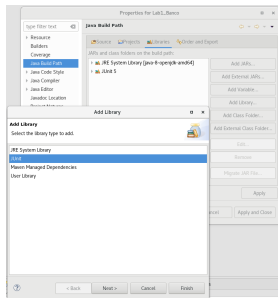 Properties for Lab1_Banco
type filter text
Java Build Path
Resource
Builders
Coverage
Java Build Path
Java Code Style
Java Compiler
Java Editor
Javadoc Location
Source
Projects
Libraries
Order and Export
JARs and class folders on the build path:
JRE System Library [java-8-openjdk-amd64]
JUnit 5
Add JARs...
Add External JARs...
Add Variable...
Add Library...
Add Class Folder...
Add External Class Folder...
Edit...
Remove
Migrate JAR File...
Apply
Apply and Close
Add Library
Add Library
Select the library type to add.
JRE System Library
JUnit
Maven Managed Dependencies
User Library
< Back
Next >
Cancel
Finish